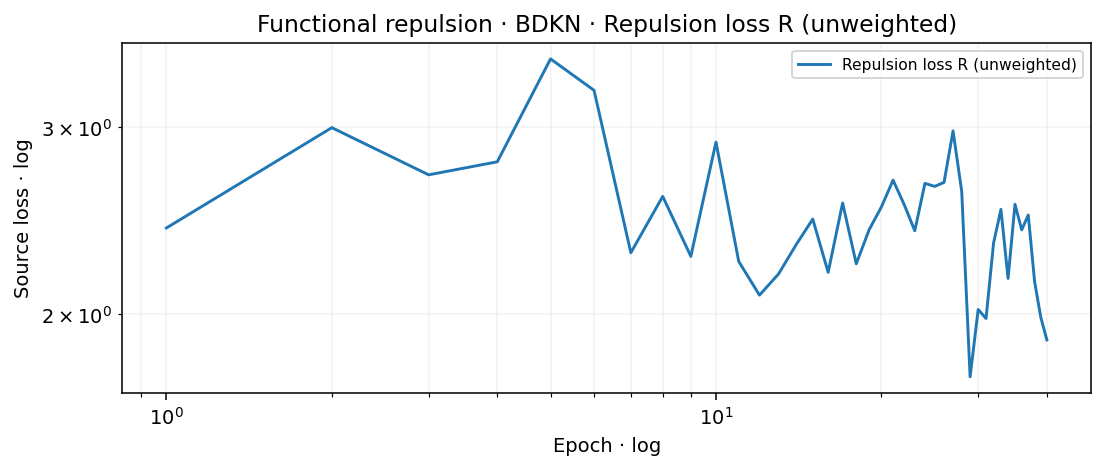 Functional repulsion · BDKN · Repulsion loss R (unweighted)
Repulsion loss R (unweighted)
Source loss · log
3 × 10⁰
2 × 10⁰
10⁰
10¹
Epoch · log